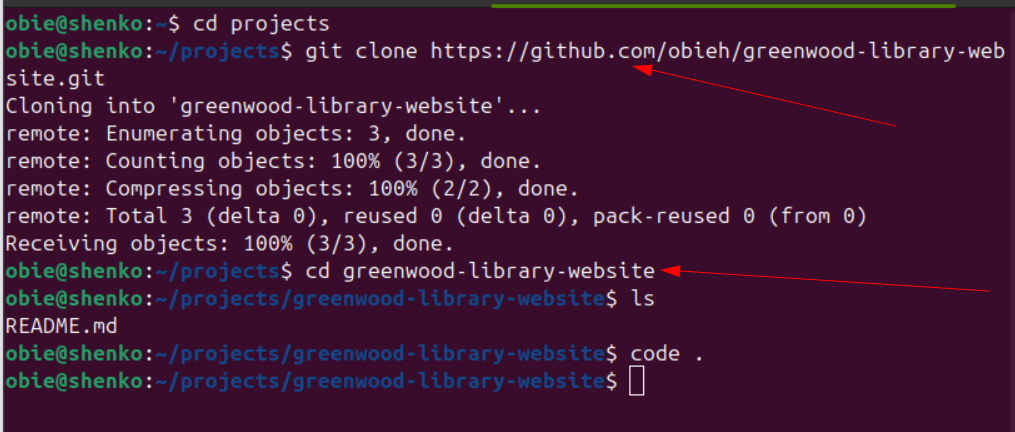 obie@shenko:~$ cd projects
obie@shenko:~/projects$ git clone https://github.com/obieh/greenwood-library-web
site.git
Cloning into 'greenwood-library-website'...
remote: Enumerating objects: 3, done.
remote: Counting objects: 100% (3/3), done.
remote: Compressing objects: 100% (2/2), done.
remote: Total 3 (delta 0), reused 0 (delta 0), pack-reused 0 (from 0)
Receiving objects: 100% (3/3), done.
obie@shenko:~/projects$ cd greenwood-library-website
obie@shenko:~/projects/greenwood-library-website$ ls
README.md
obie@shenko:~/projects/greenwood-library-website$ code .
obie@shenko:~/projects/greenwood-library-website$